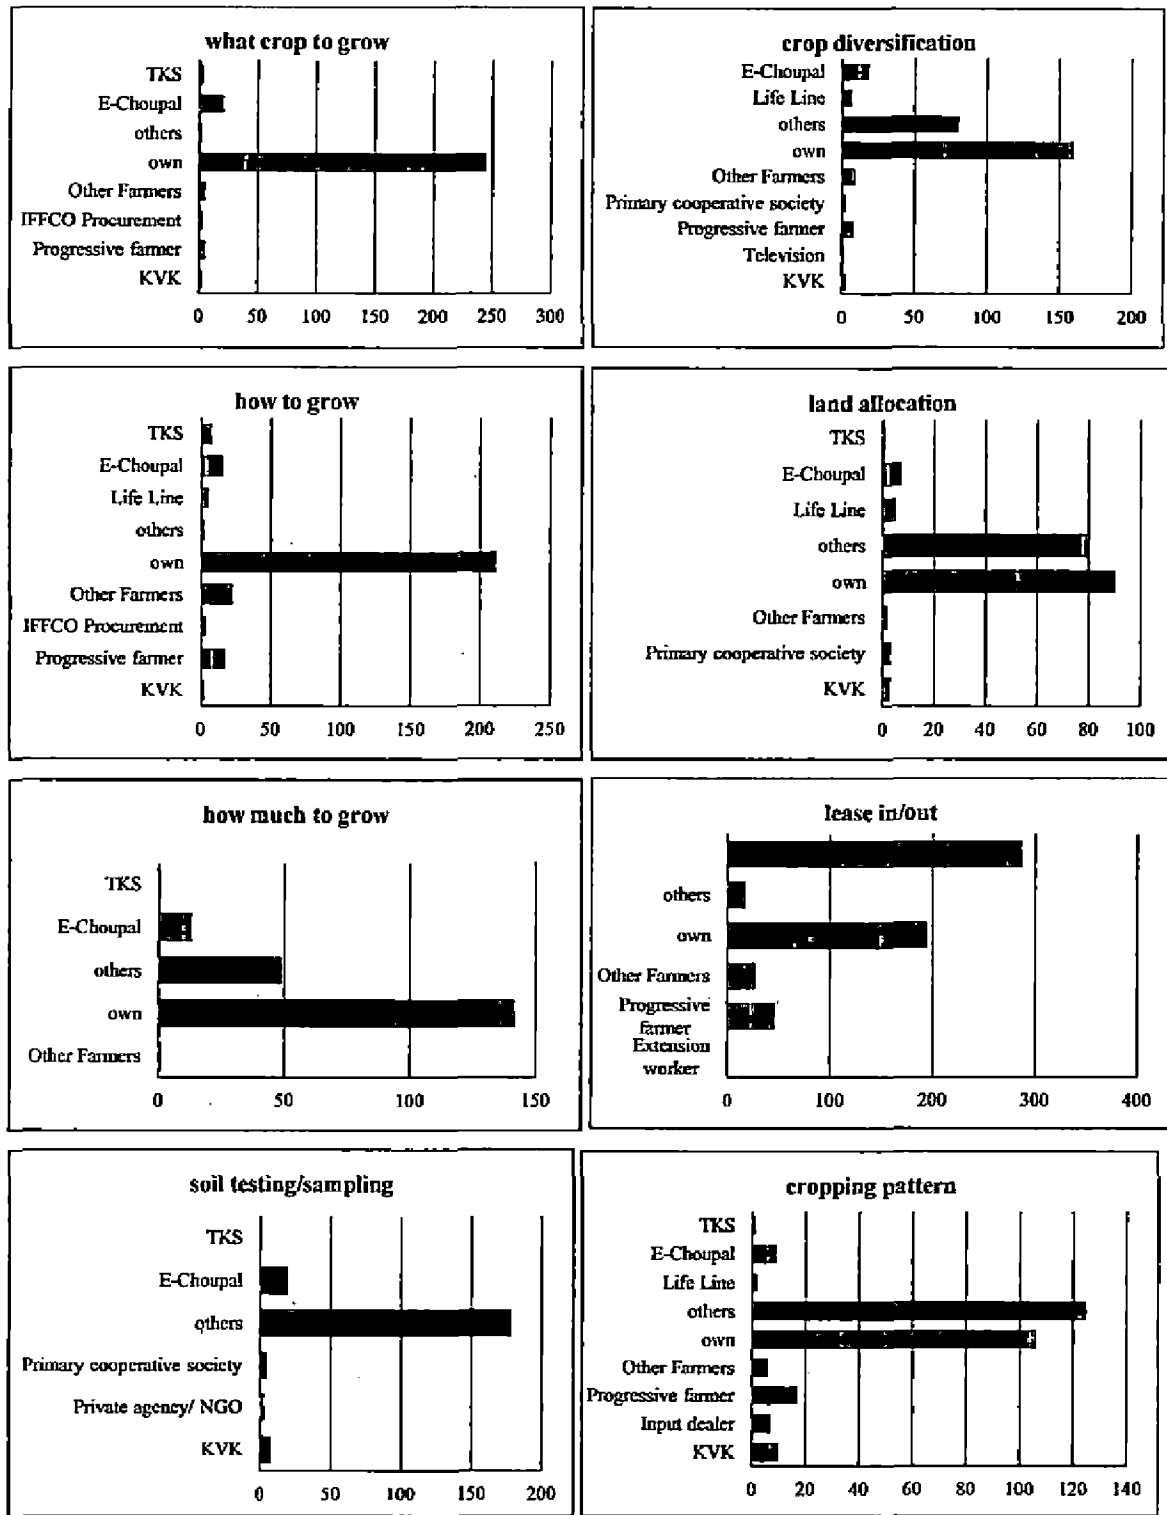 what crop to grow
TKS
E-Choupal
others
own
Other Farmers
IFFCO Procurement
Progressive farmer
KVK
0 50 100 150 200 250 300
crop diversification
E-Choupal
Life Line
others
own
Other Farmers
Primary cooperative society
Progressive farmer
Television
KVK
0 50 100 150 200
how to grow
TKS
E-Choupal
Life Line
others
own
Other Farmers
IFFCO Procurement
Progressive farmer
KVK
0 50 100 150 200 250
land allocation
TKS
E-Choupal
Life Line
others
own
Other Farmers
Primary cooperative society
KVK
0 20 40 60 80 100
how much to grow
TKS
E-Choupal
others
own
Other Farmers
0 50 100 150
lease in/out
others
own
Other Farmers
Progressive
farmer
Extension
worker
0 100 200 300 400
soil testing/sampling
TKS
E-Choupal
others
Primary cooperative society
Private agency/ NGO
KVK
0 50 100 150 200
cropping pattern
TKS
E-Choupal
Life Line
others
own
Other Farmers
Progressive farmer
Input dealer
KVK
0 20 40 60 80 100 120 140